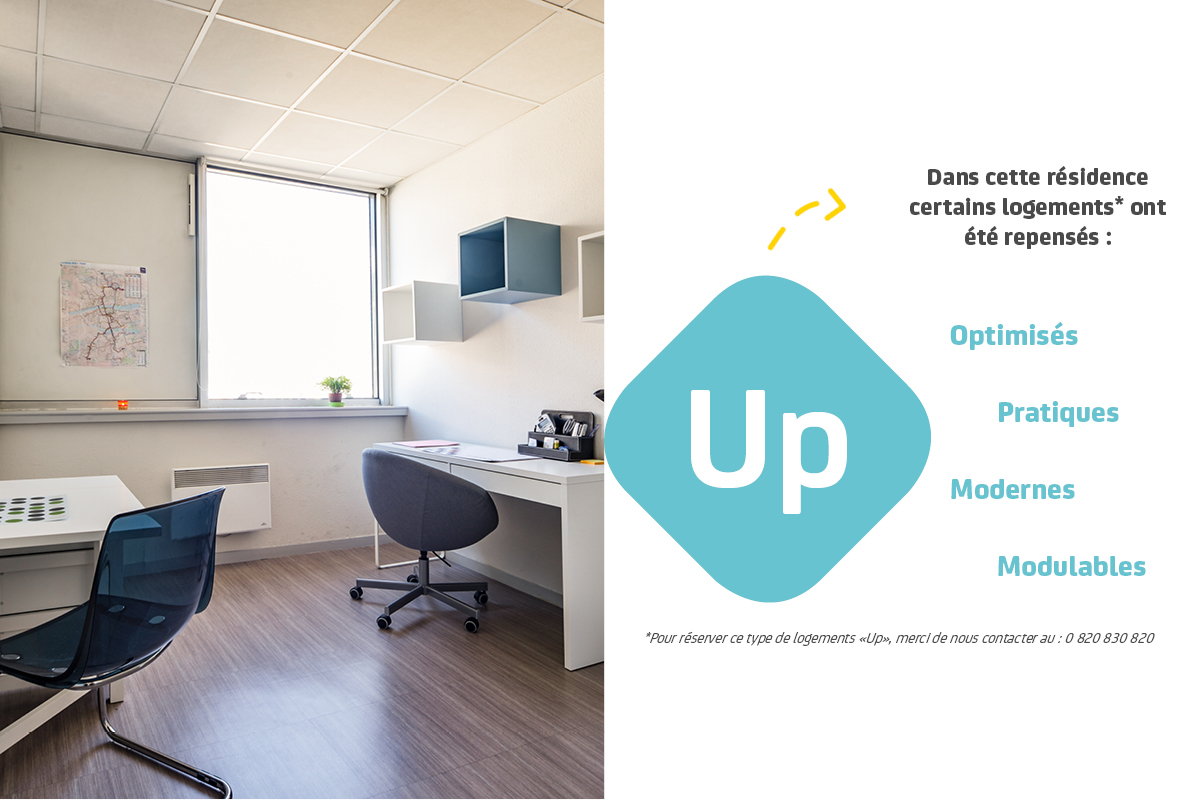 Dans cette résidence
certains logements* ont
été repensés :
Up
Optimisés
Pratiques
Modernes
Modulables
*Pour réserver ce type de logements «Up», merci de nous contacter au : 0 820 830 820